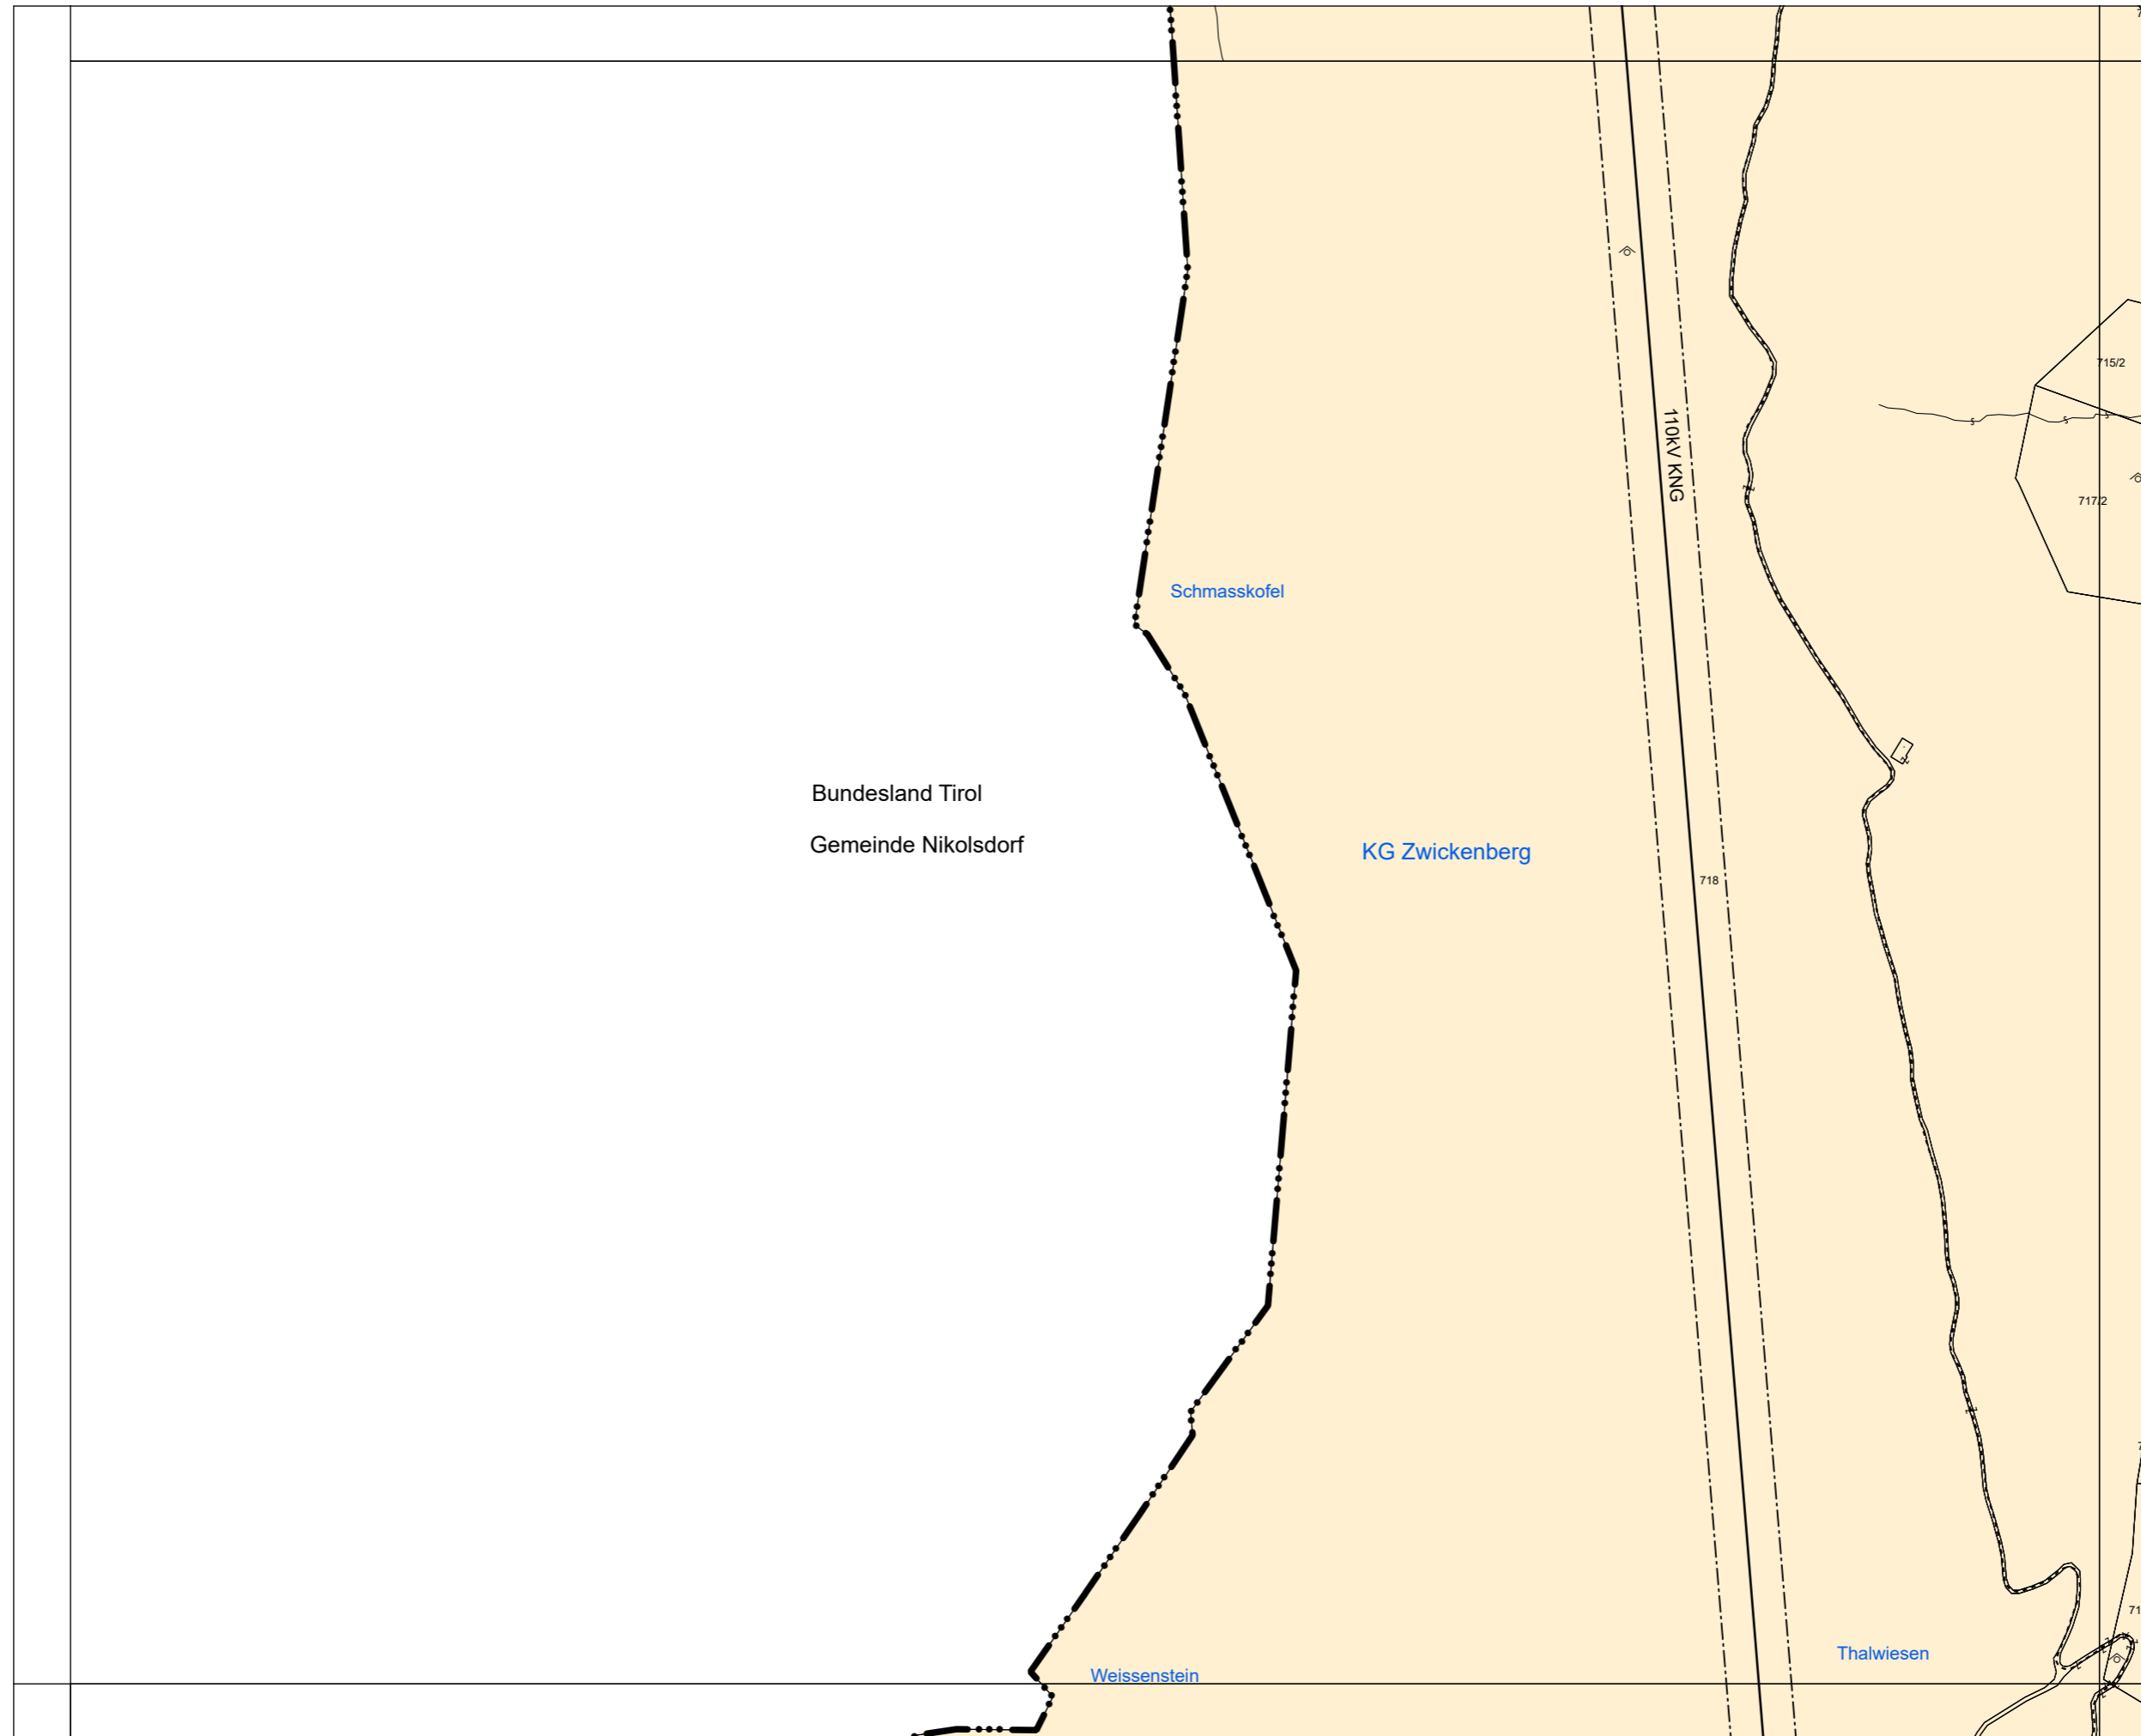 715/2
110kV KNG
717/2
Schmasskofel
Bundesland Tirol
Gemeinde Nikolsdorf
KG Zwickenberg
718
Thalwiesen
Weissenstein